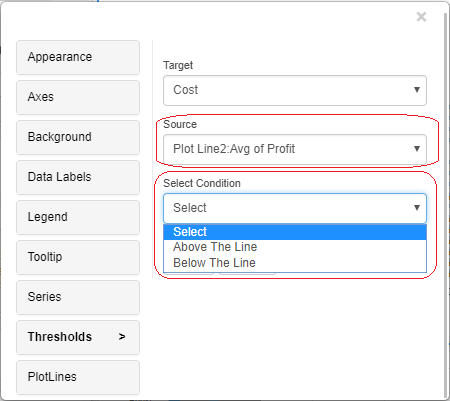 ×
Appearance
Axes
Background
Data Labels
Legend
Tooltip
Series
Thresholds >
PlotLines
Target
Cost
Source
Plot Line2:Avg of Profit
Select Condition
Select
Select
Above The Line
Below The Line